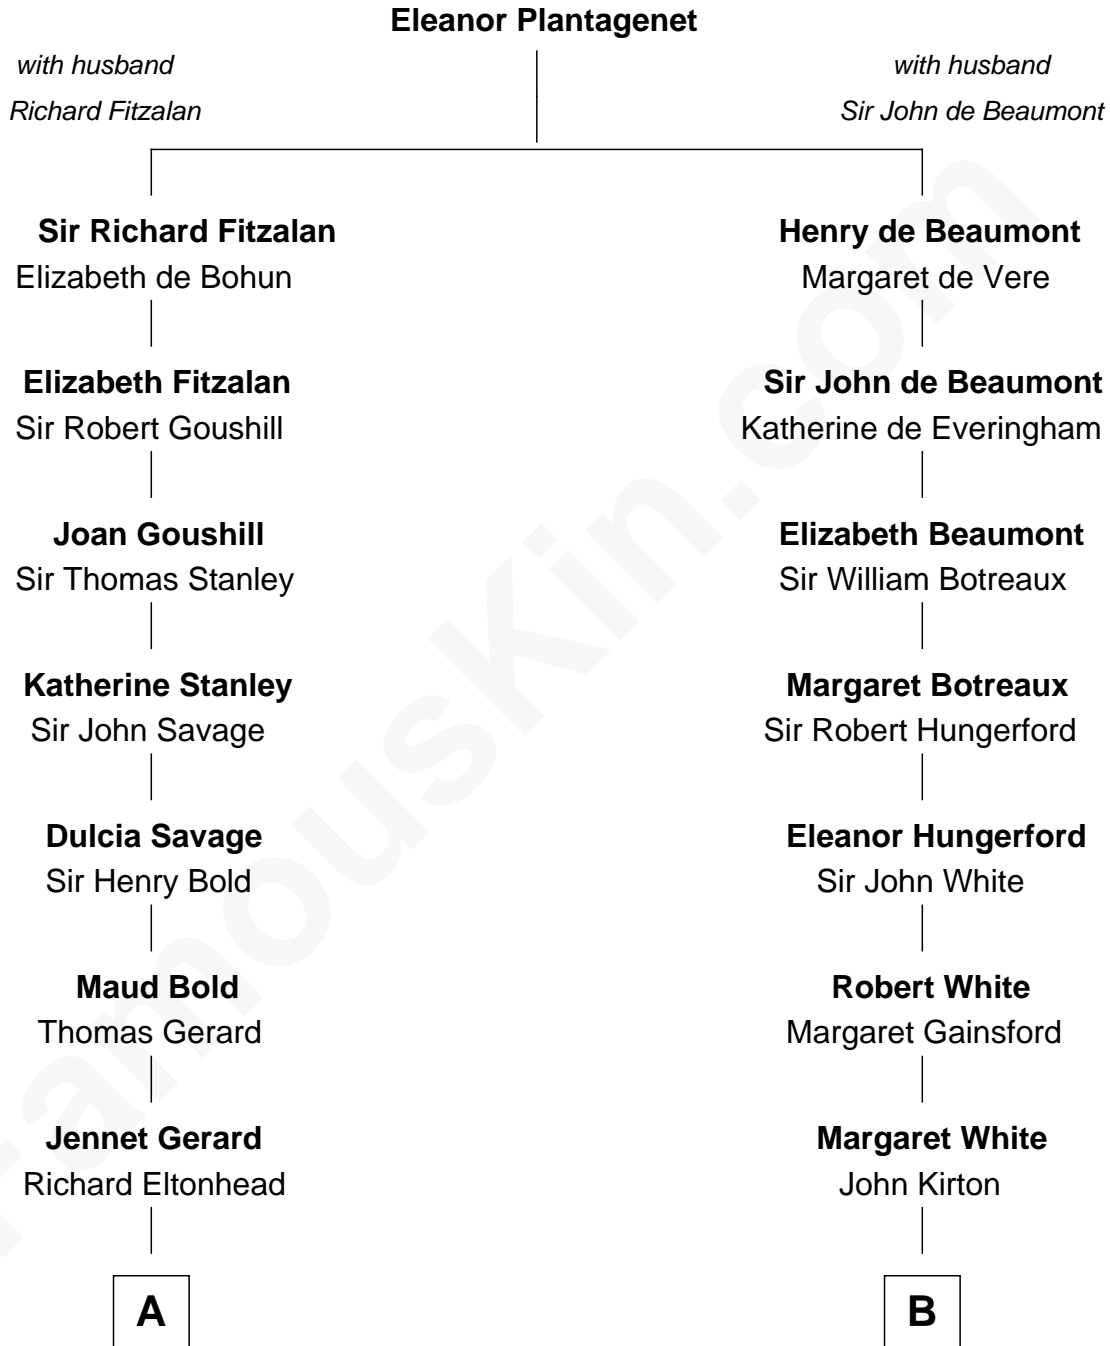 Eleanor Plantagenet
with husband
Richard Fitzalan
with husband
Sir John de Beaumont
Sir Richard Fitzalan
Elizabeth de Bohun
Elizabeth Fitzalan
Sir Robert Goushill
Joan Goushill
Sir Thomas Stanley
Katherine Stanley
Sir John Savage
Dulcia Savage
Sir Henry Bold
Maud Bold
Thomas Gerard
Jennet Gerard
Richard Eltonhead
A
Henry de Beaumont
Margaret de Vere
Sir John de Beaumont
Katherine de Everingham
Elizabeth Beaumont
Sir William Botreaux
Margaret Botreaux
Sir Robert Hungerford
Eleanor Hungerford
Sir John White
Robert White
Margaret Gainsford
Margaret White
John Kirton
B
FamousKin.com